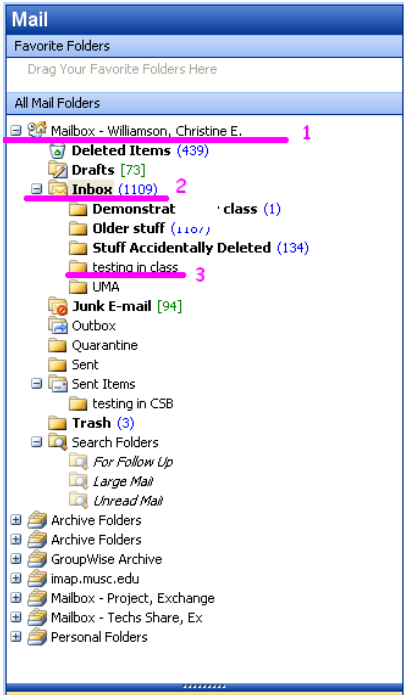 Mail
Favorite Folders
Drag Your Favorite Folders Here
All Mail Folders
Mailbox - Williamson, Christine E. 1
Deleted Items (439)
Drafts [73]
Inbox (1109) 2
Demonstrat class (1)
Older stuff
Stuff Accidentally Deleted (134)
testing in class
3
UMA
Junk E-mail [94]
Outbox
Quarantine
Sent
Sent Items
testing in CSB
Trash (3)
Search Folders
For Follow Up
Large Mail
Unread Mail
Archive Folders
Archive Folders
GroupWise Archive
imap.musc.edu
Mailbox - Project, Exchange
Mailbox - Techs Share, Ex
Personal Folders